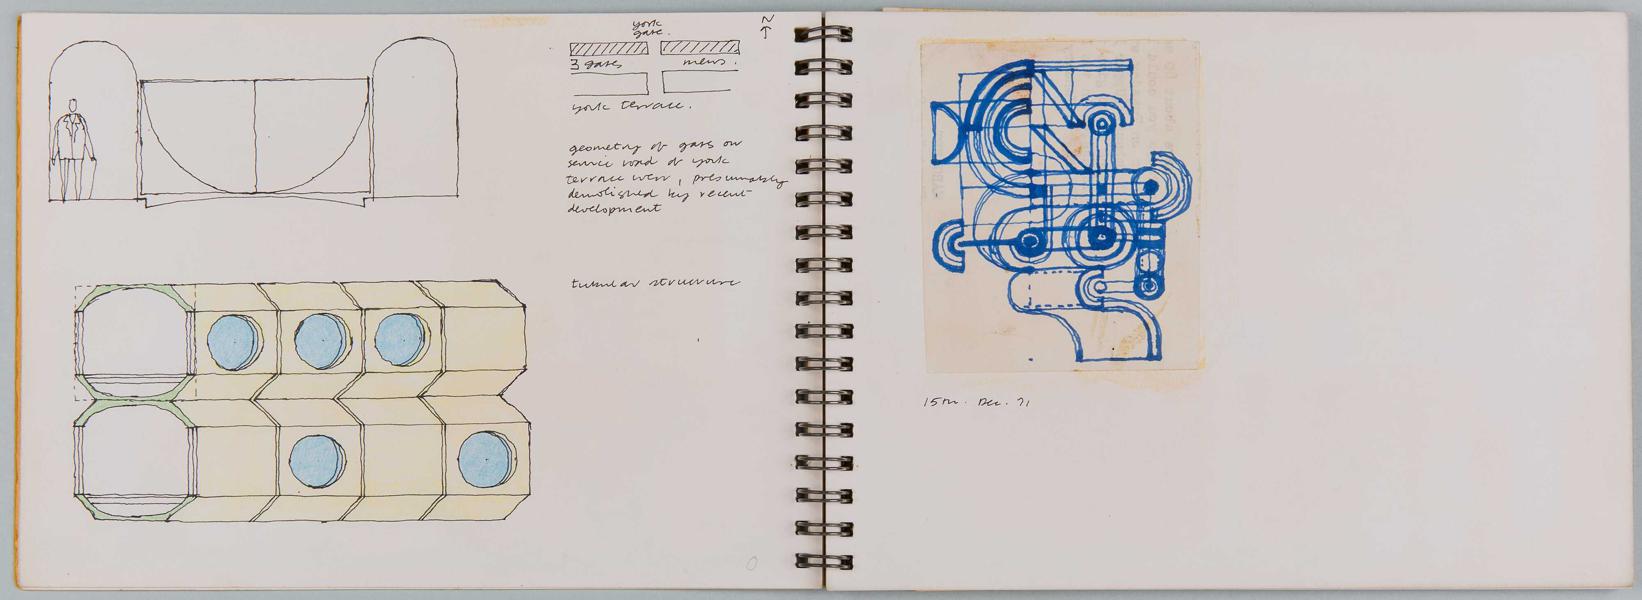 york
gate.
N
3 gates
mews.
york terrace.
geometry of gates on
service road of york
terrace west, presumably
demolished by recent
development
tubular structure
15th. Dec. 71